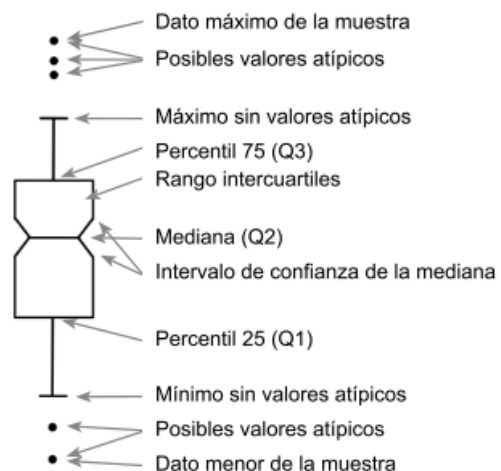 Dato máximo de la muestra
Posibles valores atípicos
Máximo sin valores atípicos
Percentil 75 (Q3)
Rango intercuartiles
Mediana (Q2)
Intervalo de confianza de la mediana
Percentil 25 (Q1)
Mínimo sin valores atípicos
Posibles valores atípicos
Dato menor de la muestra